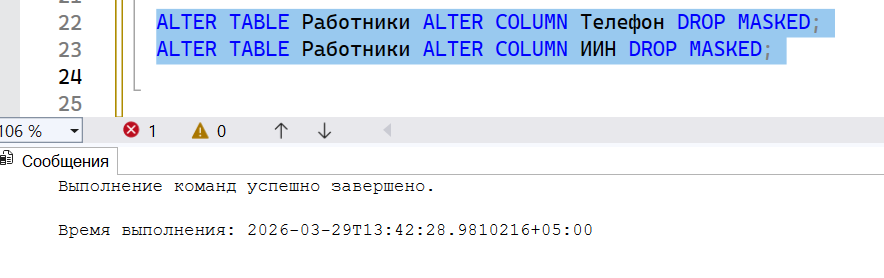 22 ALTER TABLE Работники ALTER COLUMN Телефон DROP MASKED;
23 ALTER TABLE Работники ALTER COLUMN ИИН DROP MASKED;
24
25
106 % 1 0
Сообщения
Выполнение команд успешно завершено.
Время выполнения: 2026-03-29T13:42:28.9810216+05:00